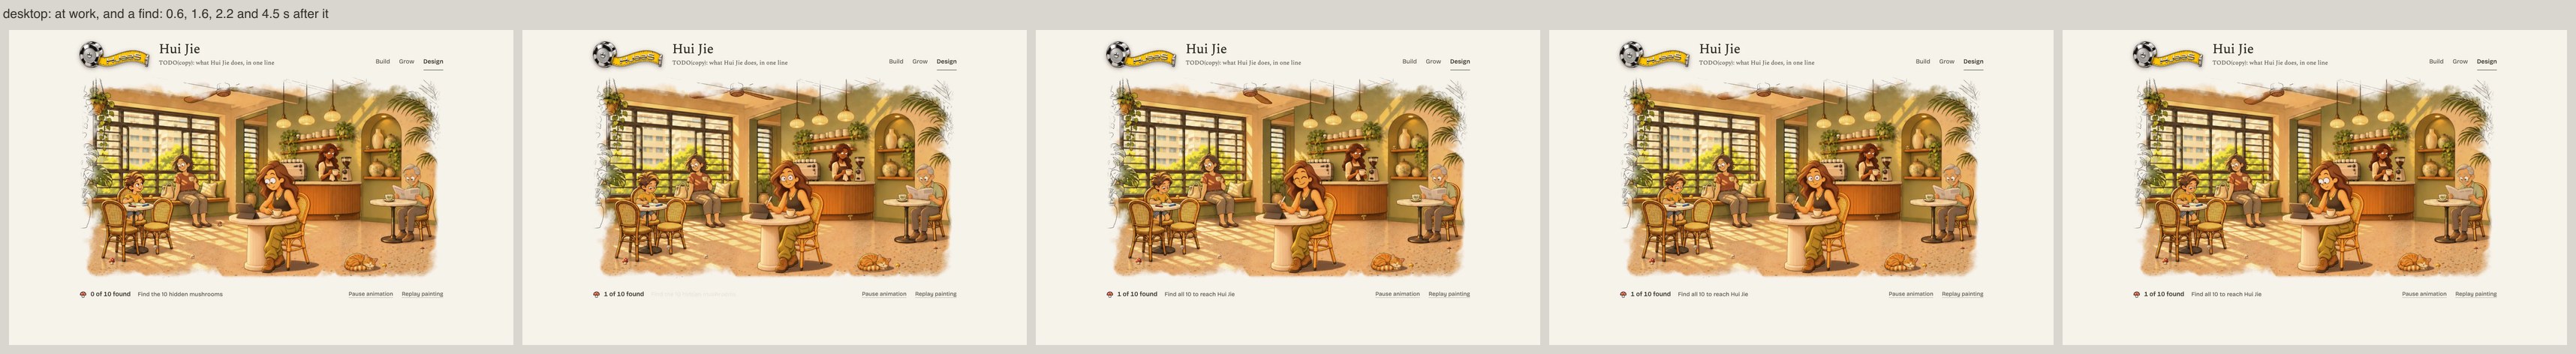 desktop: at work, and a find: 0.6, 1.6, 2.2 and 4.5 s after it
Hui Jie
TODO(copy): what Hui Jie does, in one line
Build Grow Design
0 of 10 found Find the 10 hidden mushrooms
Pause animation Replay painting
Hui Jie
TODO(copy): what Hui Jie does, in one line
Build Grow Design
1 of 10 found
Pause animation Replay painting
Hui Jie
TODO(copy): what Hui Jie does, in one line
Build Grow Design
1 of 10 found Find all 10 to reach Hui Jie
Pause animation Replay painting
Hui Jie
TODO(copy): what Hui Jie does, in one line
Build Grow Design
1 of 10 found Find all 10 to reach Hui Jie
Pause animation Replay painting
Hui Jie
TODO(copy): what Hui Jie does, in one line
Build Grow Design
1 of 10 found Find all 10 to reach Hui Jie
Pause animation Replay painting